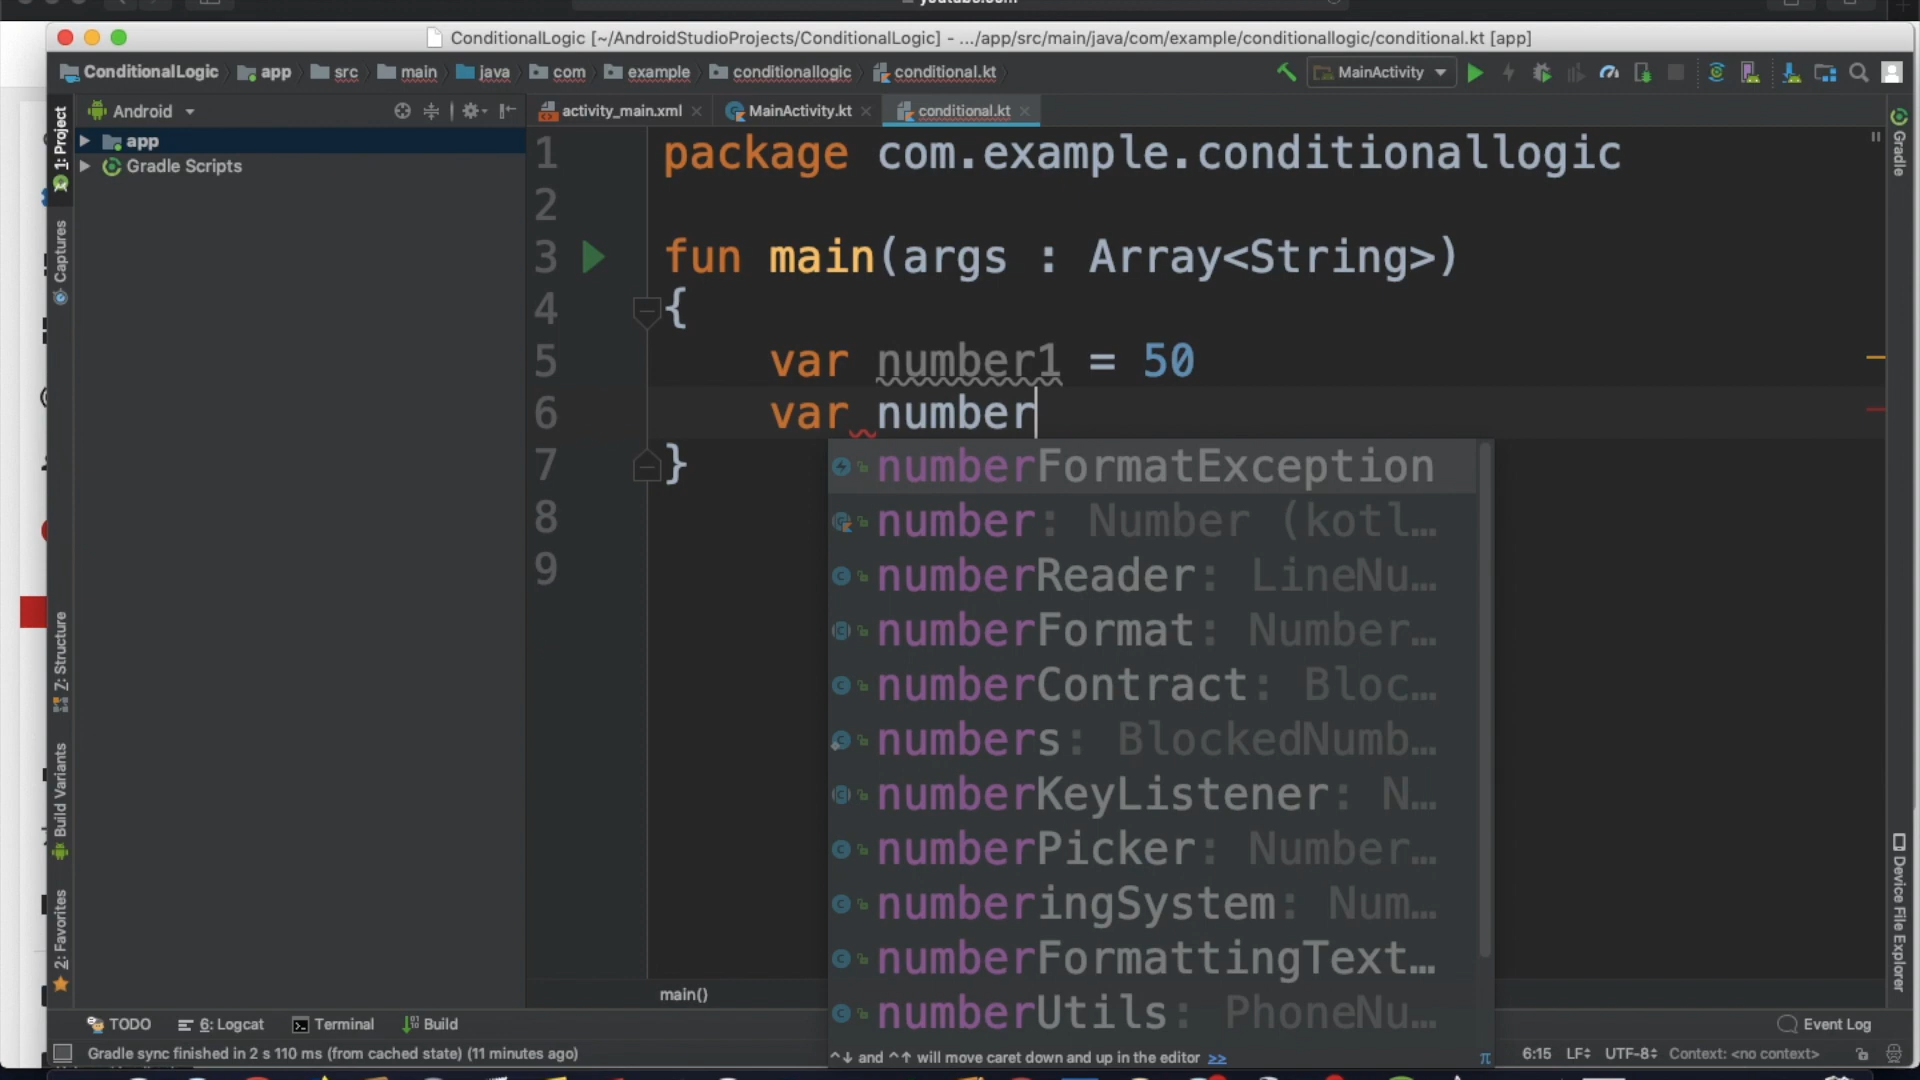 ConditionalLogic [~/AndroidStudioProjects/ConditionalLogic] - .../app/src/main/java/com/example/conditionallogic/conditional.kt [app]
ConditionalLogic app src main java com example conditionallogic conditional.kt MainActivity
Android
activity_main.xml MainActivity.kt conditional.kt
app
Gradle Scripts
1: Project
Captures
Z: Structure
Build Variants
2: Favorites
1 package com.example.conditionallogic
2
3 fun main(args : Array<String>)
4 {
5 var number1 = 50
6 var number
7 }
8
9
numberFormatException
number: Number (kotl…
numberReader: LineNu…
numberFormat: Number…
numberContract: Bloc…
numbers: BlockedNumb…
numberKeyListener: N…
numberPicker: Number…
numberingSystem: Num…
numberFormattingText…
numberUtils: PhoneNu…
^↓ and ^↑ will move caret down and up in the editor >>
π
main()
Gradle
Device File Explorer
TODO 6: Logcat Terminal Build Event Log
Gradle sync finished in 2 s 110 ms (from cached state) (11 minutes ago) 6:15 LF UTF-8 Context: <no context>